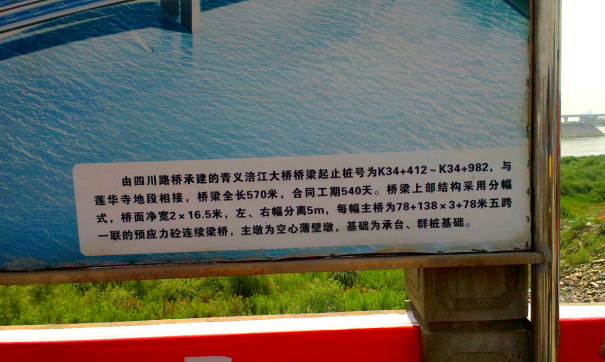 由四川路桥承建的青义涪江大桥桥梁起止桩号为K34+412～K34+982，与
莲华寺地段相接，桥梁全长570米，合同工期540天。桥梁上部结构采用分幅
式，桥面净宽2×16.5米，左、右幅分离5m，每幅主桥为78+138×3+78米五跨
一联的预应力砼连续梁桥，主墩为空心薄壁墩，基础为承台、群桩基础。